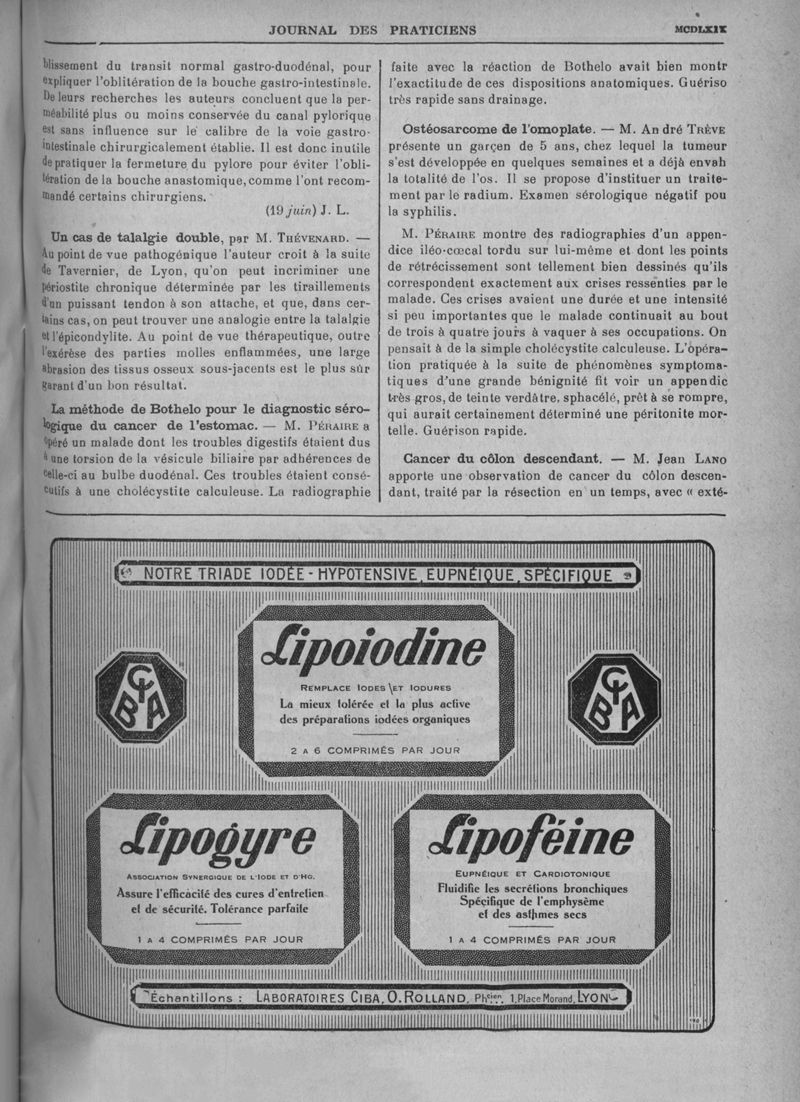 JOURNAL DES PRATICIENS
MCDLXIX
blissement du transit normal gastro-duodénal, pour
expliquer l'oblitération de la bouche gastro-intestinale.
De leurs recherches les auteurs concluent que la per-
méabilité plus ou moins conservée du canal pylorique
est sans influence sur le calibre de la voie gastro-
intestinale chirurgicalement établie. Il est donc inutile
de pratiquer la fermeture du pylore pour éviter l'obli-
tération de la bouche anastomique, comme l'ont recom-
mandé certains chirurgiens.
(19 juin) J. L.
Un cas de talalgie double, par M. THÉVENARD. —
Au point de vue pathogénique l'auteur croit à la suite
de Tavernier, de Lyon, qu'on peut incriminer une
périostite chronique déterminée par les tiraillements
d'un puissant tendon à son attache, et que, dans cer-
tains cas, on peut trouver une analogie entre la talalgie
et l'épicondylite. Au point de vue thérapeutique, outre
l'exérèse des parties molles enflammées, une large
abrasion des tissus osseux sous-jacents est le plus sûr
garant d'un bon résultat.
La méthode de Bothelo pour le diagnostic séro-
logique du cancer de l'estomac. — M. PÉRAIRE a
opéré un malade dont les troubles digestifs étaient dus
à une torsion de la vésicule biliaire par adhérences de
celle-ci au bulbe duodénal. Ces troubles étaient consé-
cutifs à une cholécystite calculeuse. La radiographie
faite avec la réaction de Bothelo avait bien montr
l'exactitude de ces dispositions anatomiques. Guériso
très rapide sans drainage.
Ostéosarcome de l'omoplate. — M. An dré TRÈVE
présente un garçen de 5 ans, chez lequel la tumeur
s'est développée en quelques semaines et a déjà envah
la totalité de l'os. Il se propose d'instituer un traite-
ment par le radium. Examen sérologique négatif pou
la syphilis.
M. PÉRAIRE montre des radiographies d'un appen-
dice iléo-cœcal tordu sur lui-même et dont les points
de rétrécissement sont tellement bien dessinés qu'ils
correspondent exactement aux crises ressenties par le
malade. Ces crises avaient une durée et une intensité
si peu importantes que le malade continuait au bout
de trois à quatre jours à vaquer à ses occupations. On
pensait à de la simple cholécystite calculeuse. L'opéra-
tion pratiquée à la suite de phénomènes symptoma-
tiques d'une grande bénignité fit voir un appendic
très gros, de teinte verdâtre, sphacélé, prêt à se rompre,
qui aurait certainement déterminé une péritonite mor-
telle. Guérison rapide.
Cancer du côlon descendant. — M. Jean LANO
apporte une observation de cancer du côlon descen-
dant, traité par la résection en un temps, avec « exté-
NOTRE TRIADE IODÉE - HYPOTENSIVE, EUPNÉIQUE, SPÉCIFIQUE
Lipoiodine
REMPLACE IODES ET IODURES
La mieux tolérée et la plus active
des préparations iodées organiques
2 A 6 COMPRIMÉS PAR JOUR
CIBA
CIBA
Lipogyre
ASSOCIATION SYNERGIQUE DE L'IODE ET D'HG.
Assure l'efficacité des cures d'entretien
et de sécurité. Tolérance parfaite
1 A 4 COMPRIMÉS PAR JOUR
Lipoféine
EUPNÉIQUE ET CARDIOTONIQUE
Fluidifie les secrétions bronchiques
Spécifique de l'emphysème
et des asthmes secs
1 A 4 COMPRIMÉS PAR JOUR
Échantillons : LABORATOIRES CIBA, O. ROLLAND, Phcien, 1, Place Morand, LYON